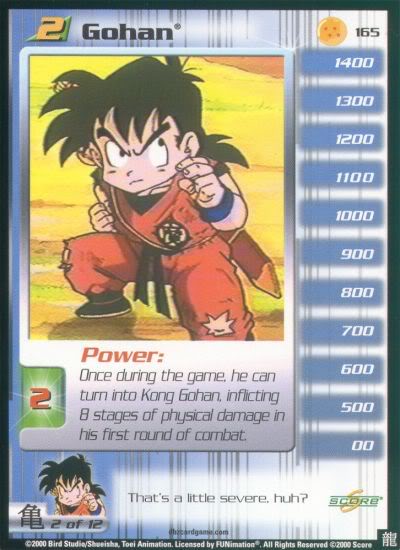 2 Gohan® 165
1400
1300
1200
1100
1000
900
800
700
600
500
00
Power:
2
Once during the game, he can
turn into Kong Gohan, inflicting
8 stages of physical damage in
his first round of combat.
That's a little severe, huh?
SCORE
亀 2 of 12
龍
dbzcardgame.com
©2000 Bird Studio/Shueisha, Toei Animation. Licensed by FUNimation®. All Rights Reserved ©2000 Score